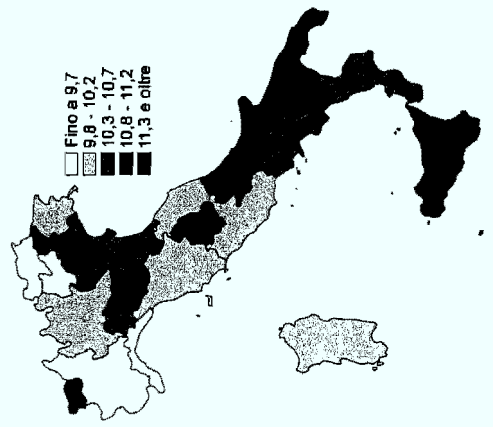 Fino a 9,7
9,8 - 10,2
10,3 - 10,7
10,8 - 11,2
11,3 e oltre